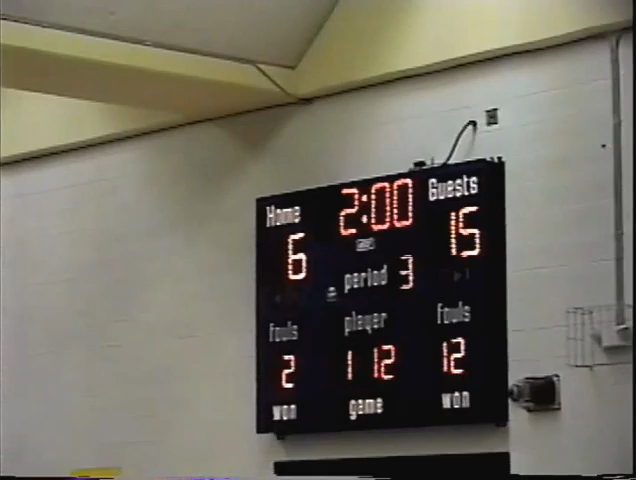 Home 2:00 Guests
6 15
period 3
fouls player fouls
2 1 12 12
won game won